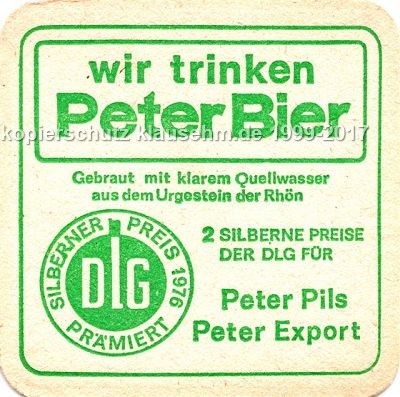 wir trinken
Peter Bier
kopierschutz klausehm.de 1999-2017
Gebraut mit klarem Quellwasser
aus dem Urgestein der Rhön
SILBERNER PREIS 1976
DLG
PRÄMIERT
2 SILBERNE PREISE
DER DLG FÜR
Peter Pils
Peter Export